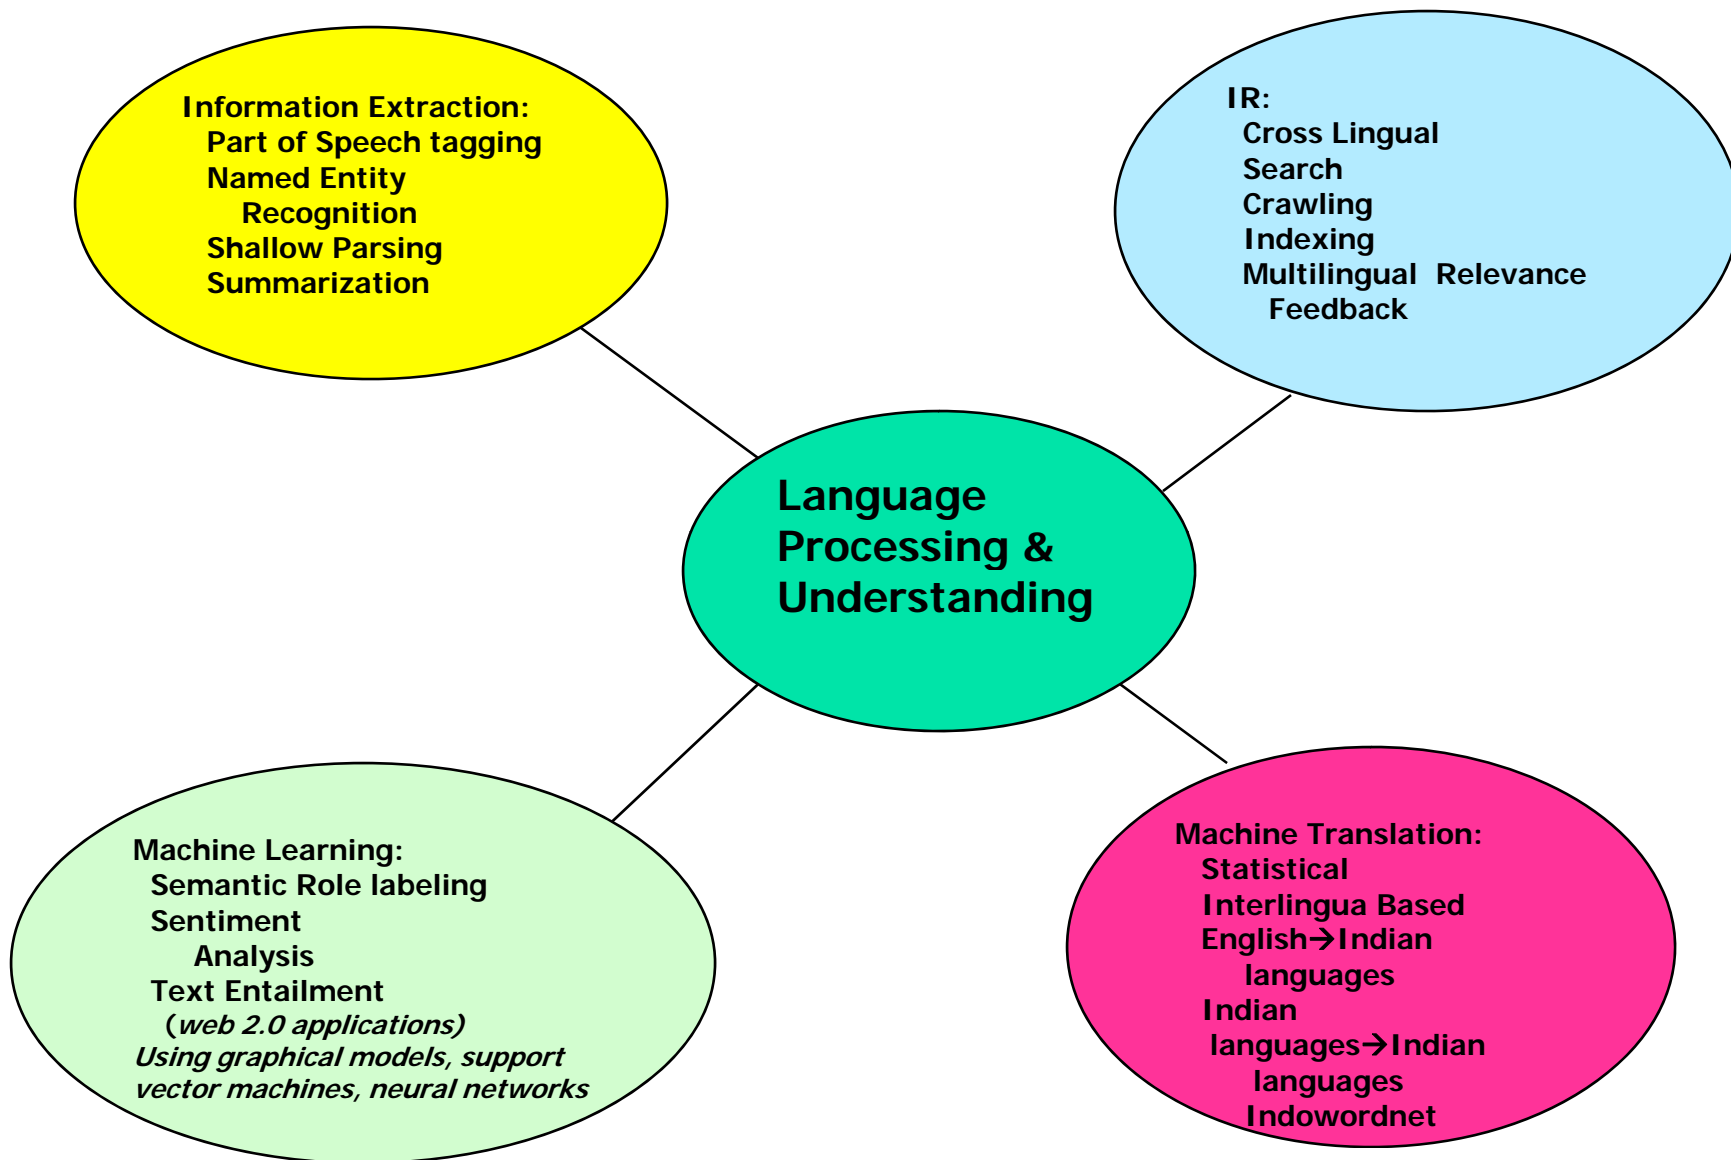 Information Extraction:
Part of Speech tagging
Named Entity
Recognition
Shallow Parsing
Summarization
IR:
Cross Lingual
Search
Crawling
Indexing
Multilingual Relevance
Feedback
Language
Processing &
Understanding
Machine Learning:
Semantic Role labeling
Sentiment
Analysis
Text Entailment
(web 2.0 applications)
Using graphical models, support
vector machines, neural networks
Machine Translation:
Statistical
Interlingua Based
English→Indian
languages
Indian
languages→Indian
languages
Indowordnet